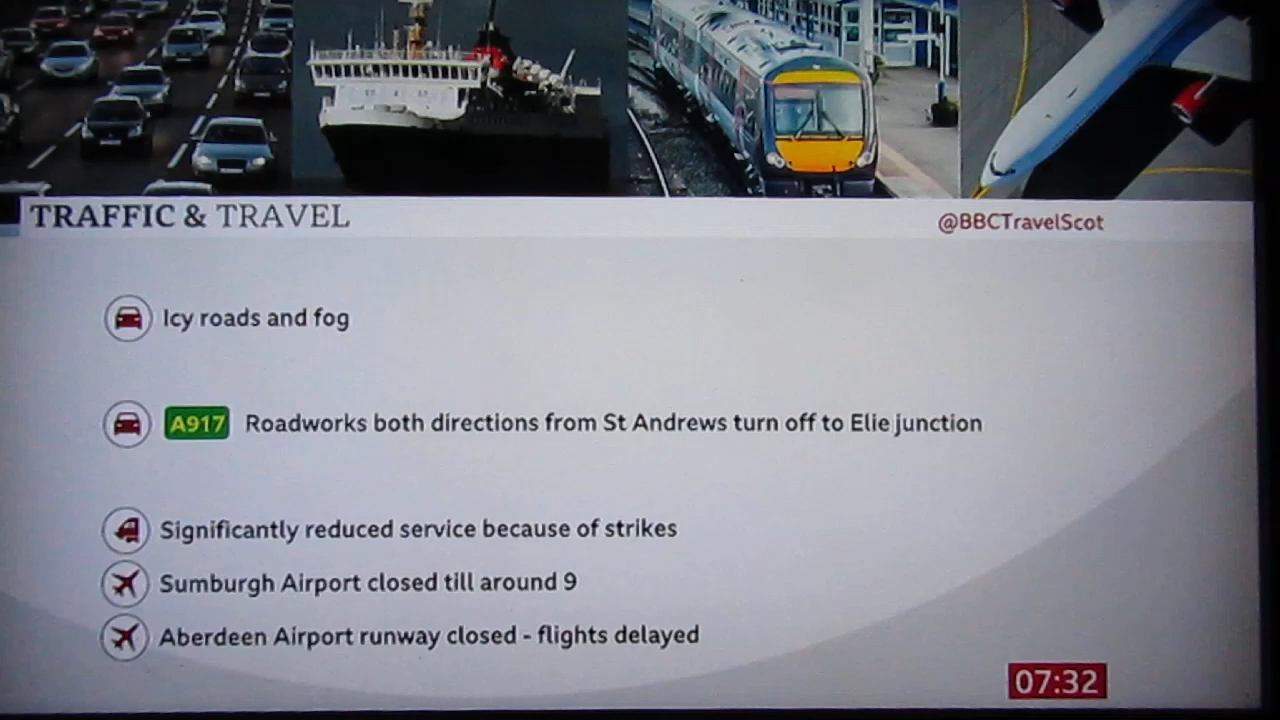 TRAFFIC & TRAVEL
@BBCTravelScot
Icy roads and fog
A917 Roadworks both directions from St Andrews turn off to Elie junction
Significantly reduced service because of strikes
Sumburgh Airport closed till around 9
Aberdeen Airport runway closed - flights delayed
07:32